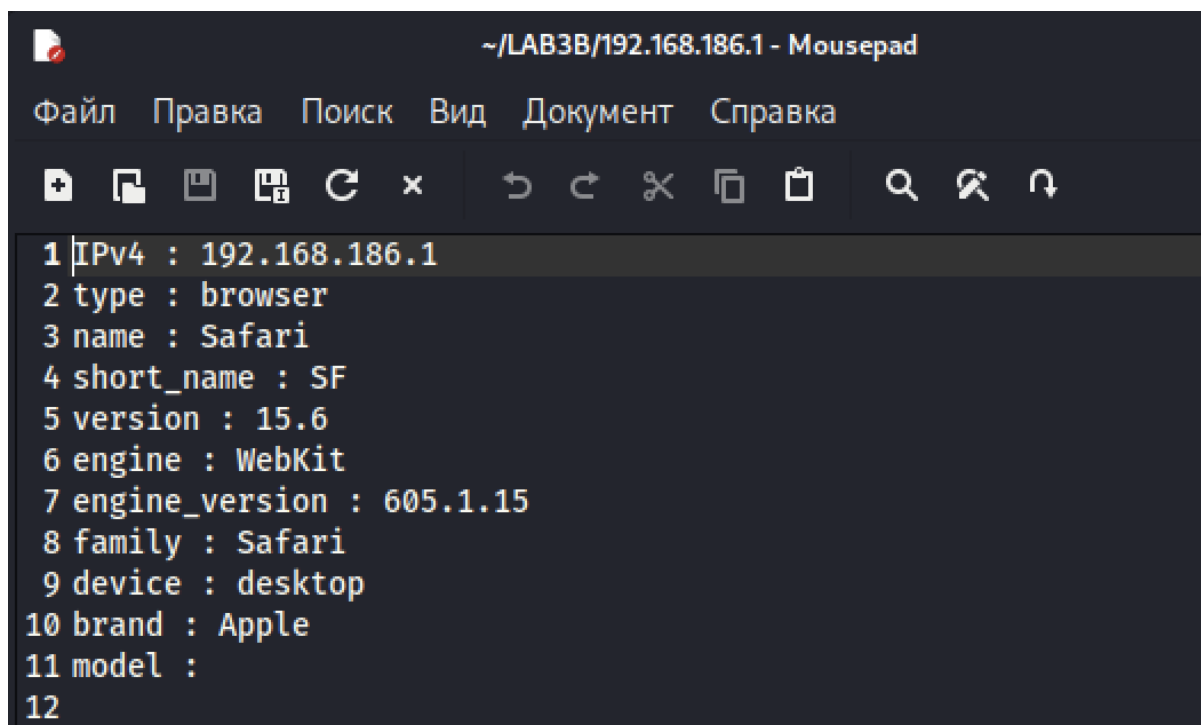 ~/LAB3B/192.168.186.1 - Mousepad
Файл Правка Поиск Вид Документ Справка
1 IPv4 : 192.168.186.1
2 type : browser
3 name : Safari
4 short_name : SF
5 version : 15.6
6 engine : WebKit
7 engine_version : 605.1.15
8 family : Safari
9 device : desktop
10 brand : Apple
11 model :
12